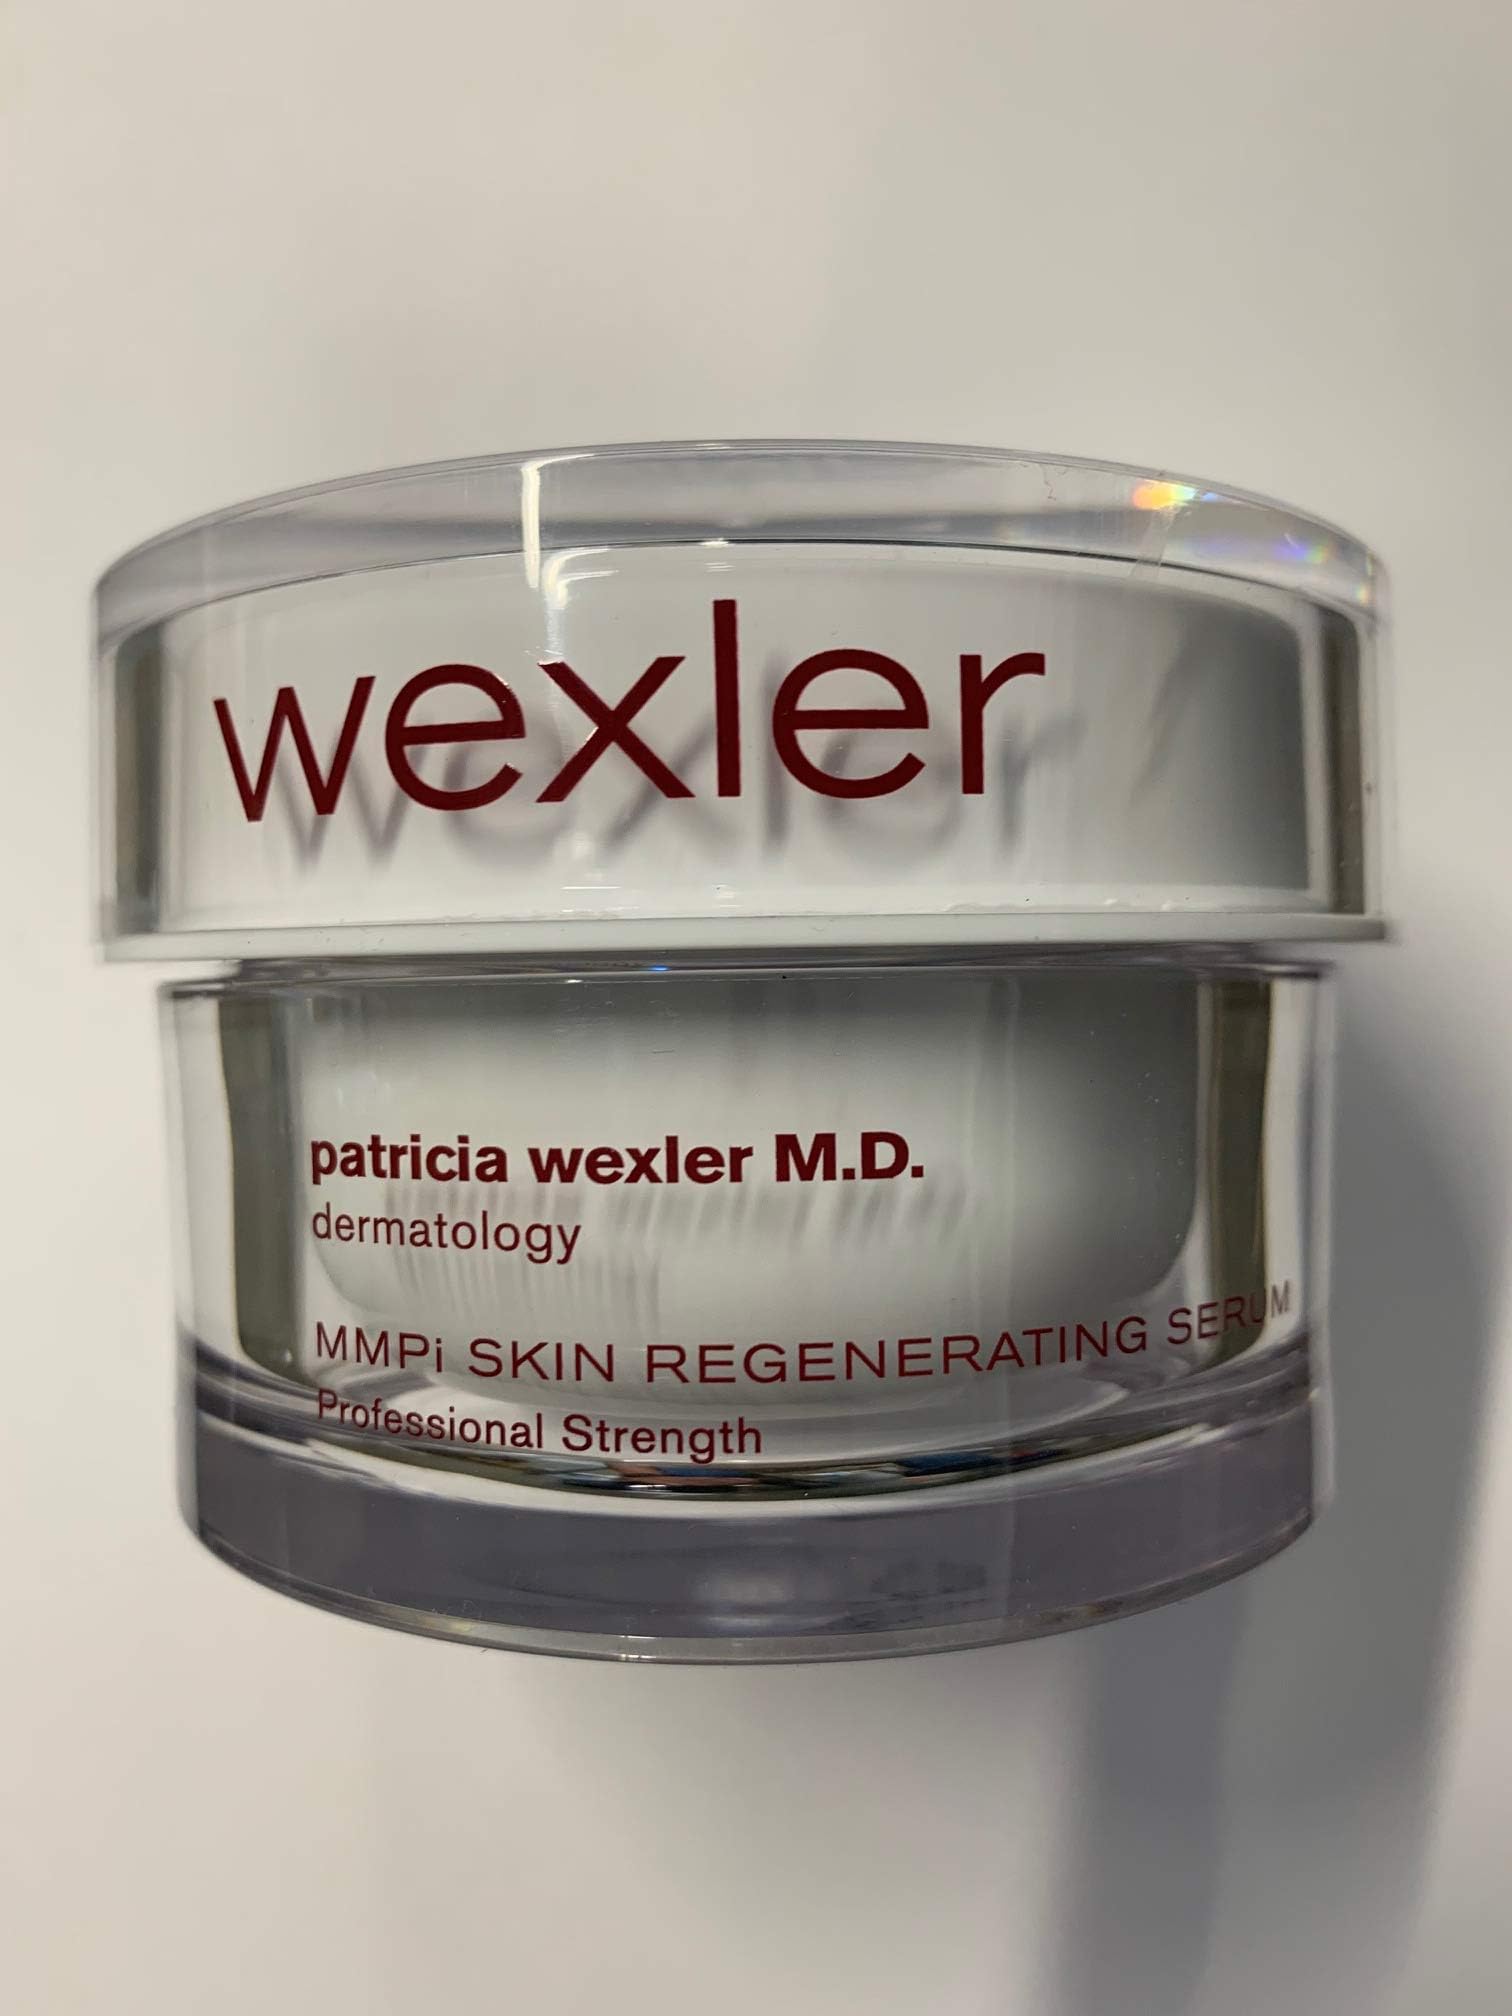 wexler
patricia wexler M.D.
dermatology
MMPi SKIN REGENERATING SERUM
Professional Strength